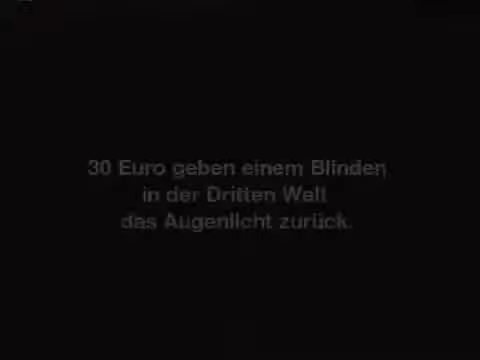 30 Euro geben einem Blinden
in der Dritten Welt
das Augenlicht zurück.